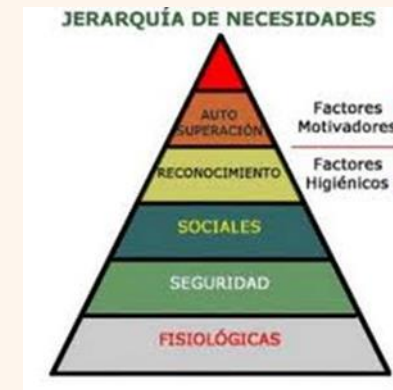 JERARQUÍA DE NECESIDADES
AUTO
SUPERACIÓN
Factores
Motivadores
RECONOCIMIENTO
Factores
Higiénicos
SOCIALES
SEGURIDAD
FISIOLÓGICAS